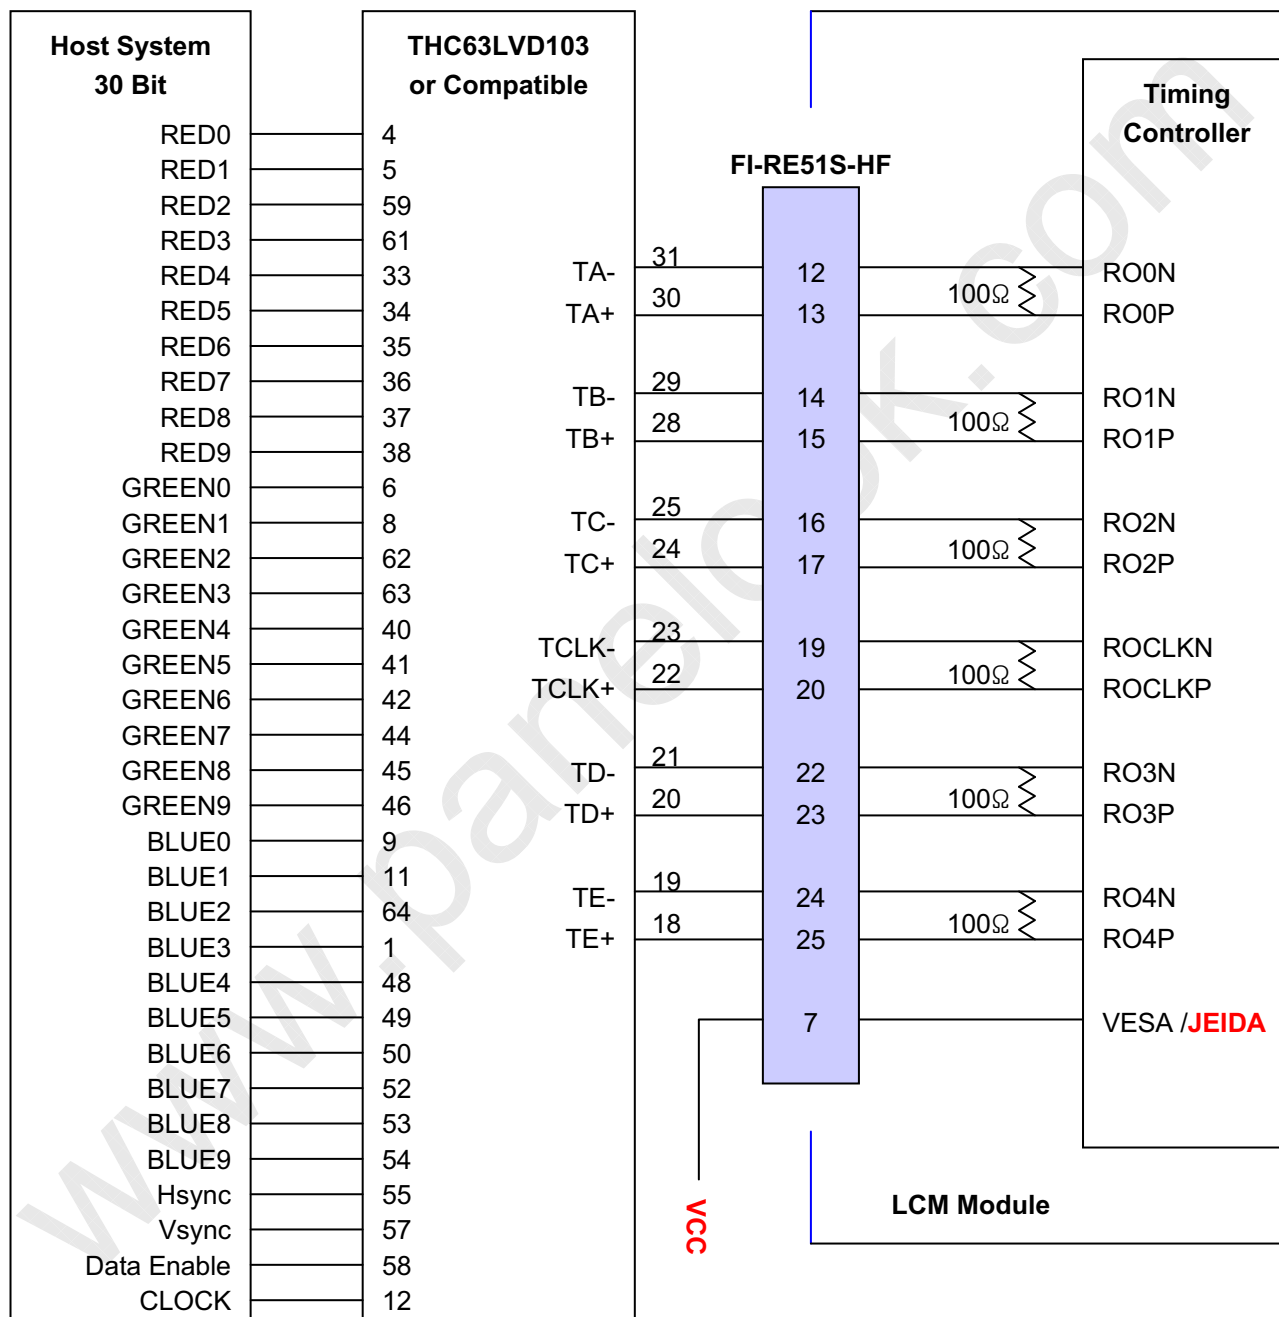 Host System
30 Bit
THC63LVD103
or Compatible
Timing
Controller
FI-RE51S-HF
RED0 4
RED1 5
RED2 59
RED3 61
RED4 33
RED5 34
RED6 35
RED7 36
RED8 37
RED9 38
GREEN0 6
GREEN1 8
GREEN2 62
GREEN3 63
GREEN4 40
GREEN5 41
GREEN6 42
GREEN7 44
GREEN8 45
GREEN9 46
BLUE0 9
BLUE1 11
BLUE2 64
BLUE3 1
BLUE4 48
BLUE5 49
BLUE6 50
BLUE7 52
BLUE8 53
BLUE9 54
Hsync 55
Vsync 57
Data Enable 58
CLOCK 12
TA- 31 12 RO0N
100Ω
TA+ 30 13 RO0P
TB- 29 14 RO1N
100Ω
TB+ 28 15 RO1P
TC- 25 16 RO2N
100Ω
TC+ 24 17 RO2P
TCLK- 23 19 ROCLKN
100Ω
TCLK+ 22 20 ROCLKP
TD- 21 22 RO3N
100Ω
TD+ 20 23 RO3P
TE- 19 24 RO4N
100Ω
TE+ 18 25 RO4P
7 VESA /JEIDA
VCC
LCM Module
www.panelook.com